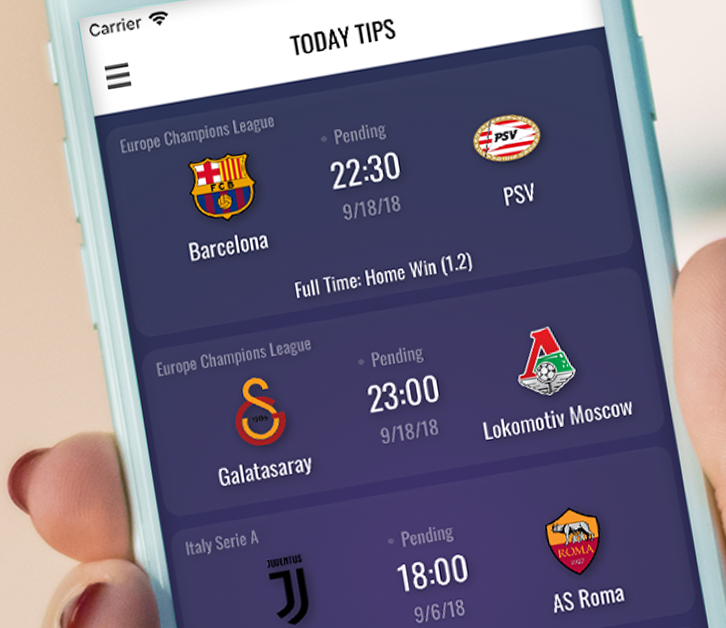 Carrier
TODAY TIPS
Europe Champions League
Pending
22:30
9/18/18
FCB
Barcelona
PSV
PSV
Full Time: Home Win (1.2)
Europe Champions League
Pending
23:00
9/18/18
Galatasaray
Lokomotiv Moscow
Italy Serie A
Pending
18:00
9/6/18
JUVENTUS
ROMA
1927
AS Roma